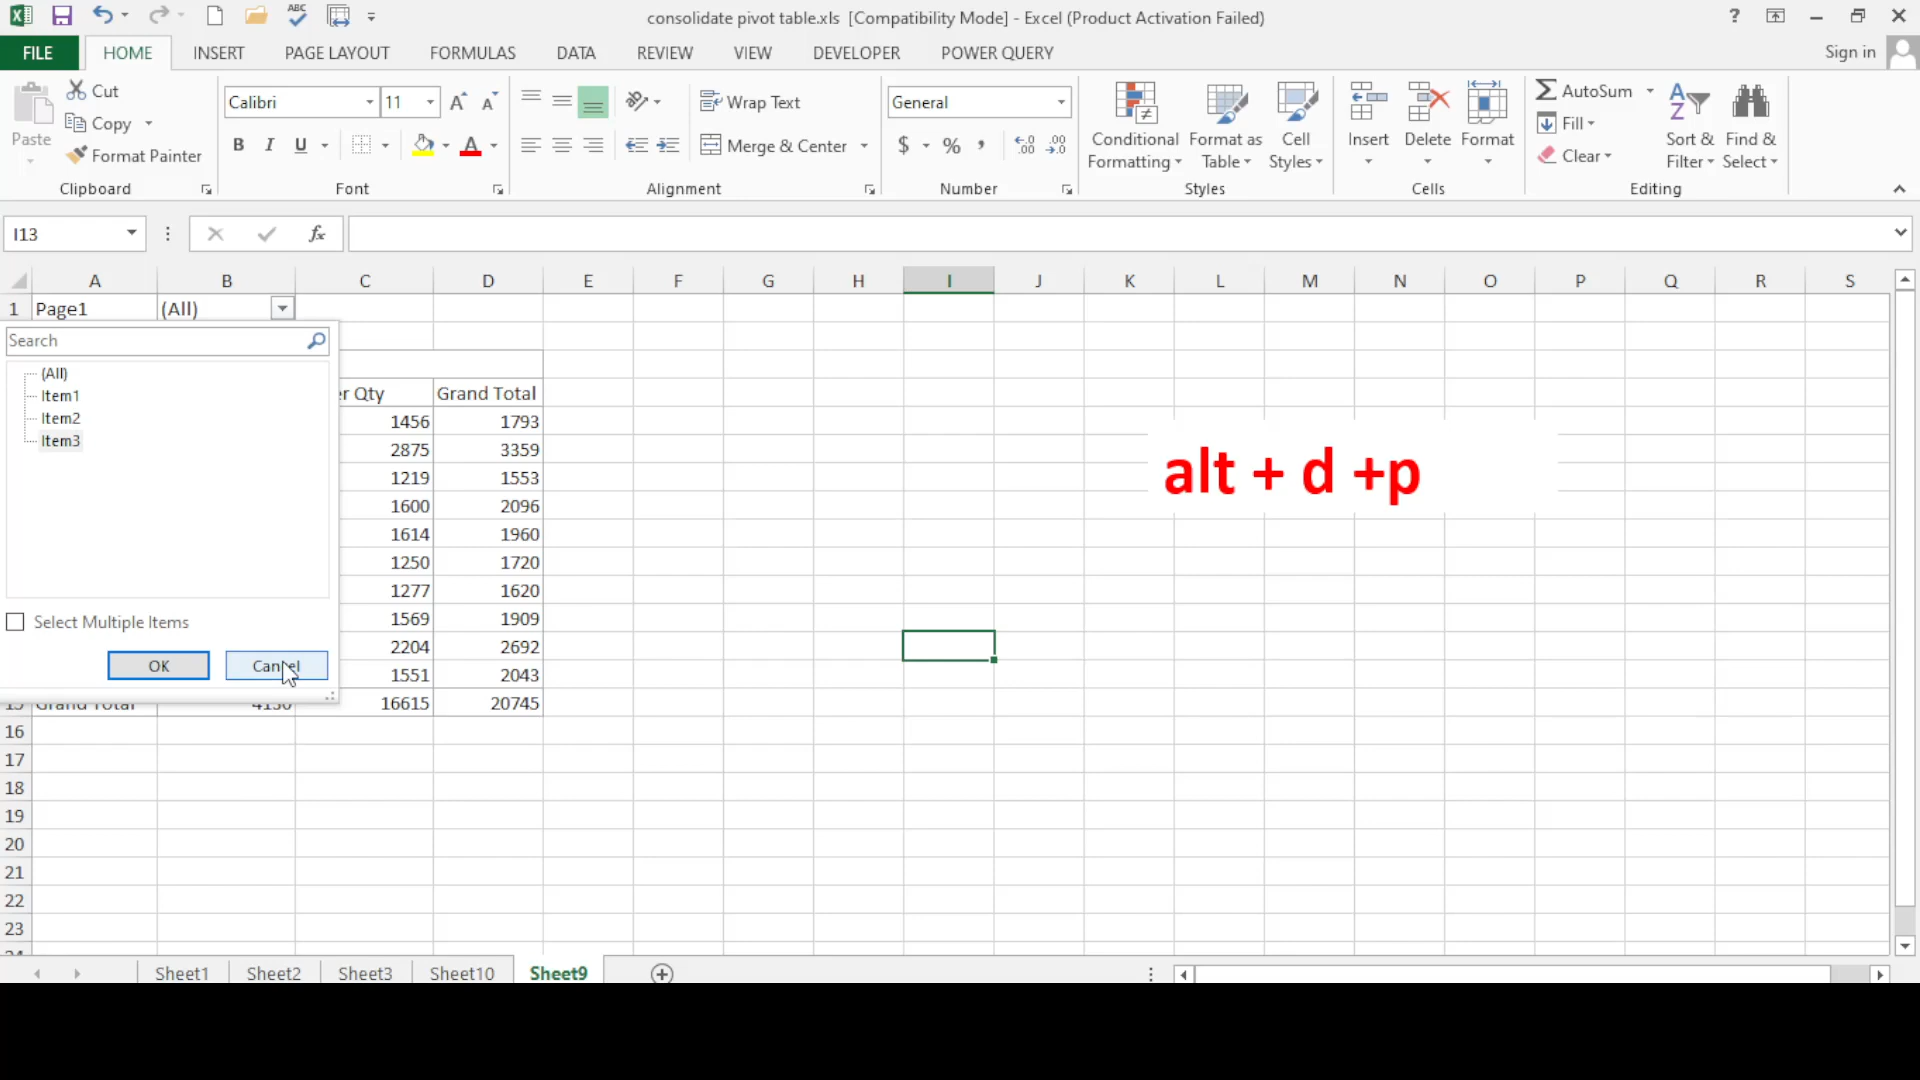 consolidate pivot table.xls [Compatibility Mode] - Excel (Product Activation Failed)
FILE HOME INSERT PAGE LAYOUT FORMULAS DATA REVIEW VIEW DEVELOPER POWER QUERY Sign in
Paste
Cut
Copy
Format Painter
Clipboard
Calibri 11
B I U A
Font
Wrap Text
Merge & Center
Alignment
General
$ % ,
Number
Conditional Formatting
Format as Table
Cell Styles
Styles
Insert Delete Format
Cells
AutoSum
Fill
Clear
Sort & Filter
Find & Select
Editing
I13 fx
A B C D E F G H I J K L M N O P Q R S
1 Page1 (All)
Search
(All)
Item1
Item2
Item3
Select Multiple Items
OK Cancel
r Qty Grand Total
1456 1793
2875 3359
1219 1553
1600 2096
1614 1960
1250 1720
1277 1620
1569 1909
2204 2692
1551 2043
15 Grand Total 4130 16615 20745
16
17
18
19
20
21
22
23
24
alt + d +p
Sheet1 Sheet2 Sheet3 Sheet10 Sheet9